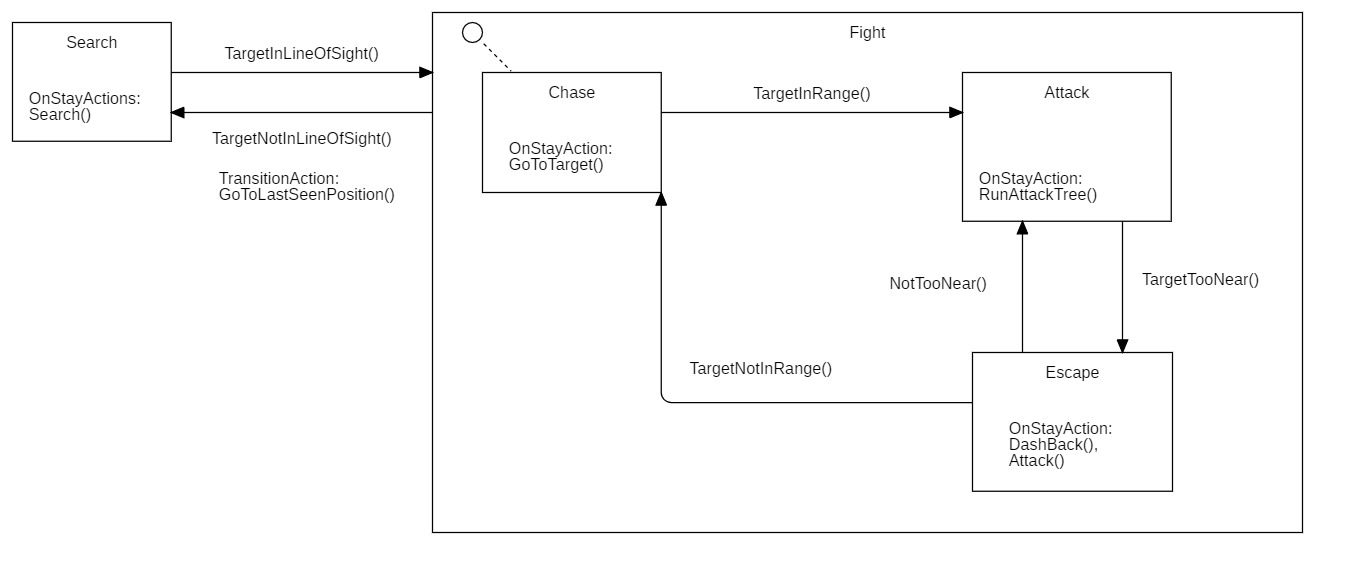 Search
OnStayActions:
Search()
TargetInLineOfSight()
TargetNotInLineOfSight()
TransitionAction:
GoToLastSeenPosition()
Fight
Chase
OnStayAction:
GoToTarget()
TargetInRange()
Attack
OnStayAction:
RunAttackTree()
NotTooNear()
TargetTooNear()
TargetNotInRange()
Escape
OnStayAction:
DashBack(),
Attack()